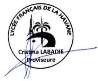 LYCÉE FRANÇAIS DE LA HAVANE
Cristina LABADIE
Proviseure